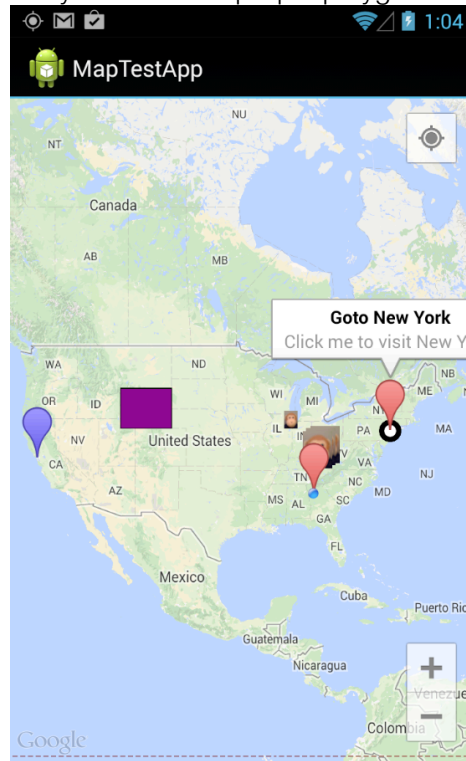 1:04
MapTestApp
NU
NT
Canada
AB
MB
Goto New York
Click me to visit New Y
WA
ND
NB
OR
ID
WI
MI
ME
NY
NV
United States
IL
PA
MA
CA
VA
NJ
AZ
TN
NC
MD
MS
AL
SC
GA
FL
Mexico
Cuba
Puerto Ric
Guatemala
Nicaragua
Venezue
Colombia
Google